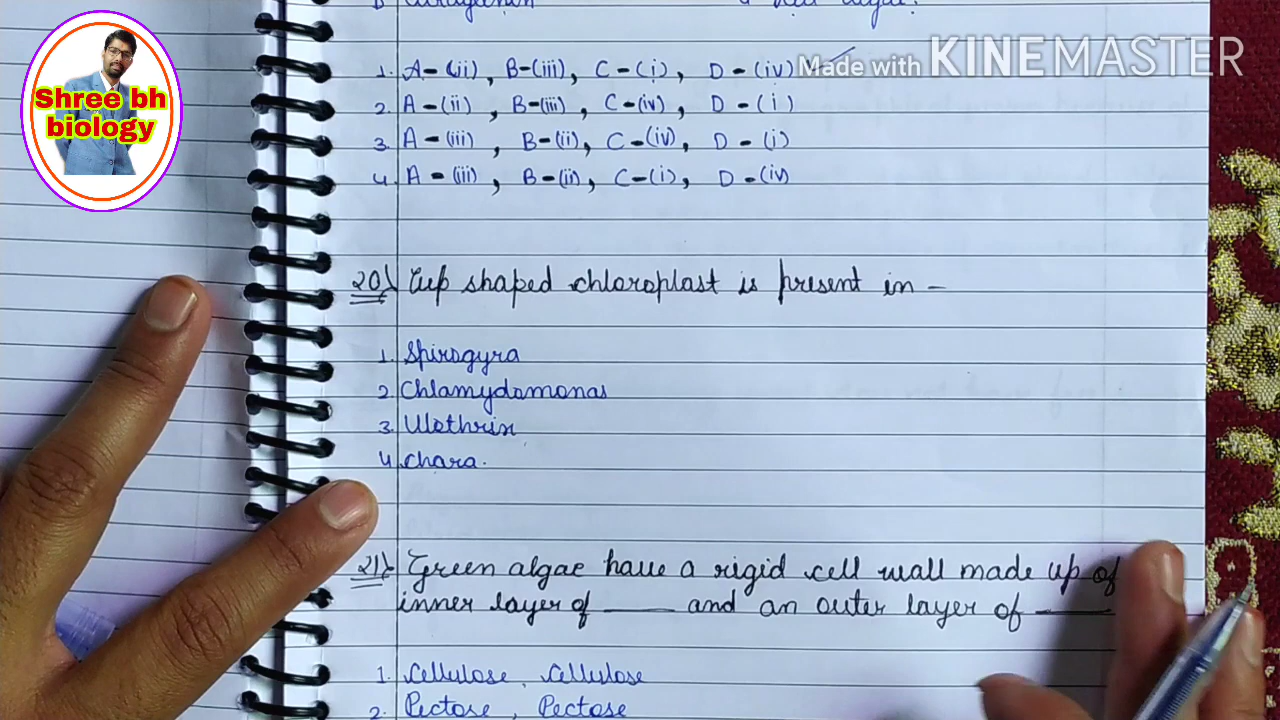 1. A-(ii), B-(iii), C-(i), D-(iv)
2. A-(ii), B-(iii), C-(iv), D-(i)
3. A-(iii), B-(ii), C-(iv), D-(i)
4. A-(iii), B-(ii), C-(i), D-(iv)
Made with KINEMASTER
Shree bh
biology
20) Cup shaped chloroplast is present in -
1. Spirogyra
2. Chlamydomonas
3. Ulothrix
4. Chara.
21) Green algae have a rigid cell wall made up of
inner layer of ____ and an outer layer of ____
1. Cellulose, Cellulose
2. Pectose, Pectose